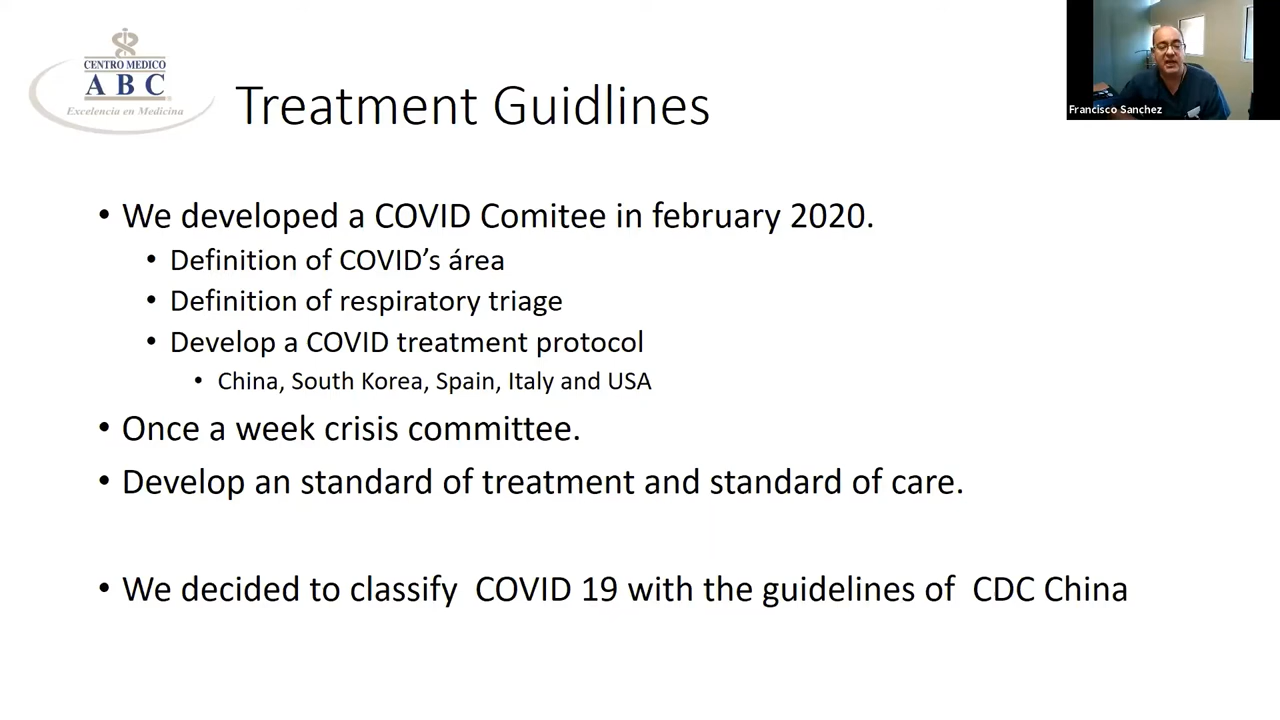 CENTRO MEDICO
A B C
Excelencia en Medicina
Treatment Guidlines
Francisco Sanchez
• We developed a COVID Comitee in february 2020.
• Definition of COVID’s área
• Definition of respiratory triage
• Develop a COVID treatment protocol
• China, South Korea, Spain, Italy and USA
• Once a week crisis committee.
• Develop an standard of treatment and standard of care.
• We decided to classify  COVID 19 with the guidelines of  CDC China